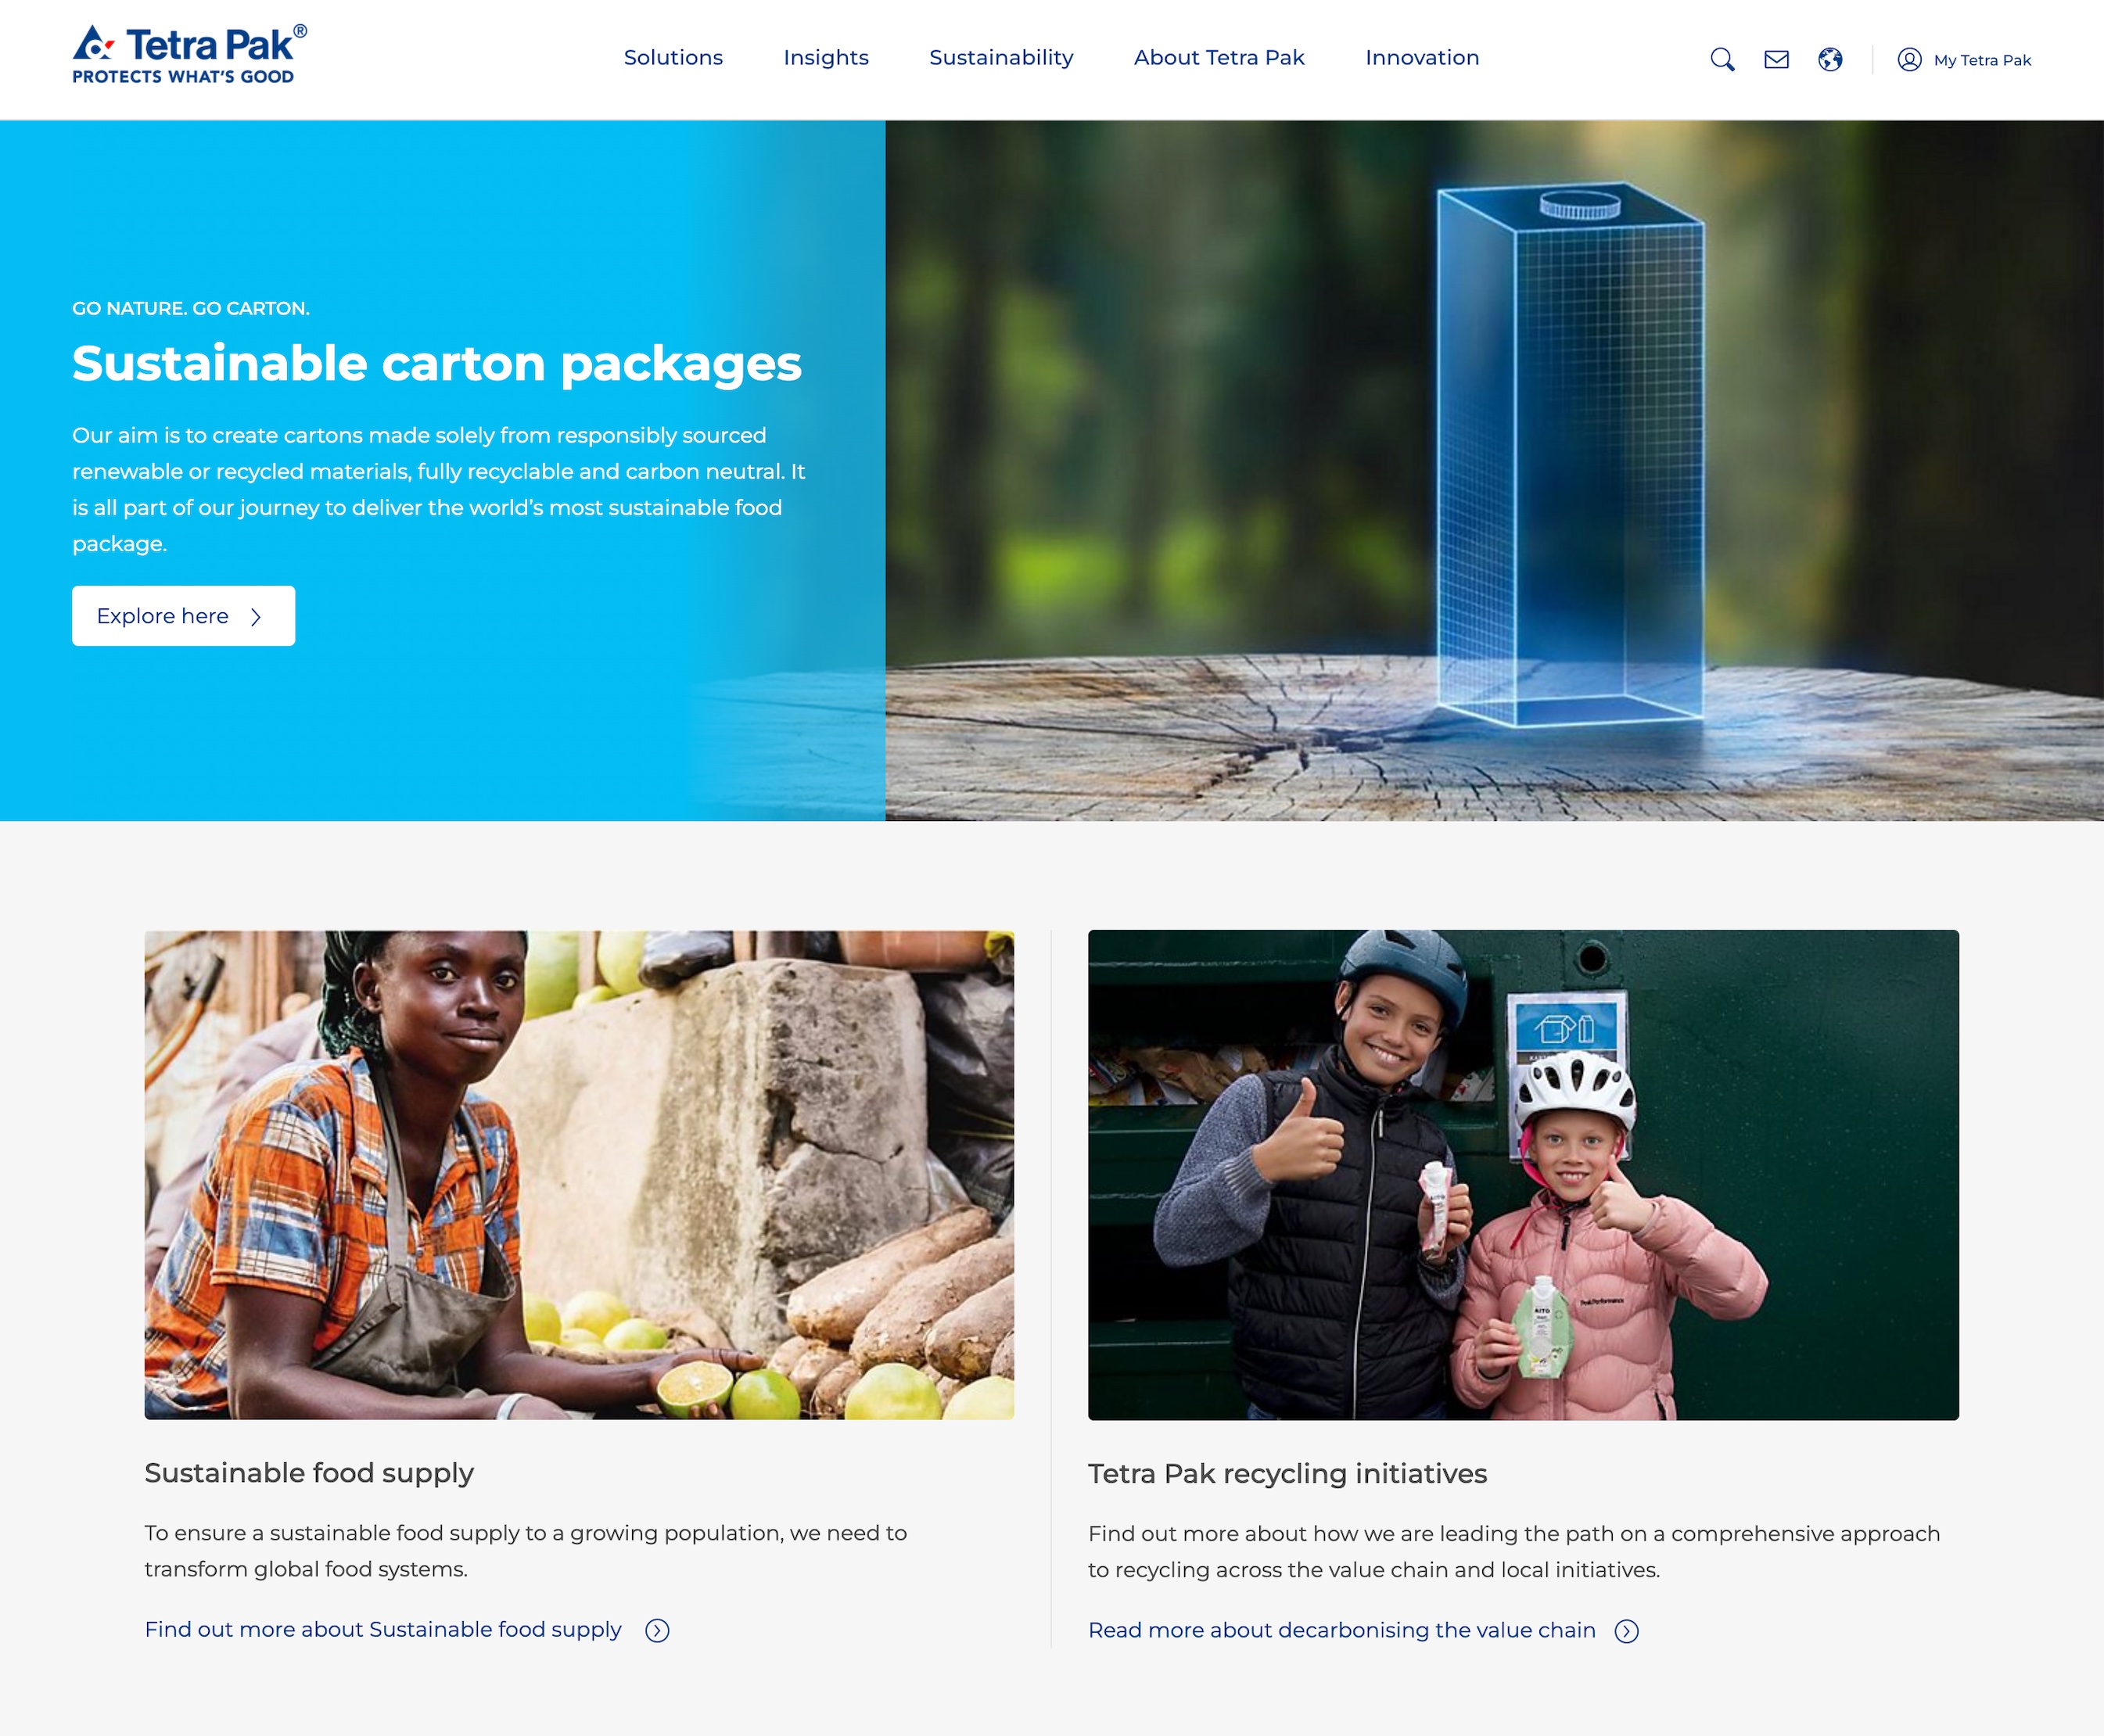 Tetra Pak®
PROTECTS WHAT'S GOOD
Solutions
Insights
Sustainability
About Tetra Pak
Innovation
My Tetra Pak
GO NATURE. GO CARTON.
Sustainable carton packages
Our aim is to create cartons made solely from responsibly sourced
renewable or recycled materials, fully recyclable and carbon neutral. It
is all part of our journey to deliver the world's most sustainable food
package.
Explore here
AITO
PeakPerformance
AITO
Sustainable food supply
To ensure a sustainable food supply to a growing population, we need to
transform global food systems.
Find out more about Sustainable food supply
Tetra Pak recycling initiatives
Find out more about how we are leading the path on a comprehensive approach
to recycling across the value chain and local initiatives.
Read more about decarbonising the value chain